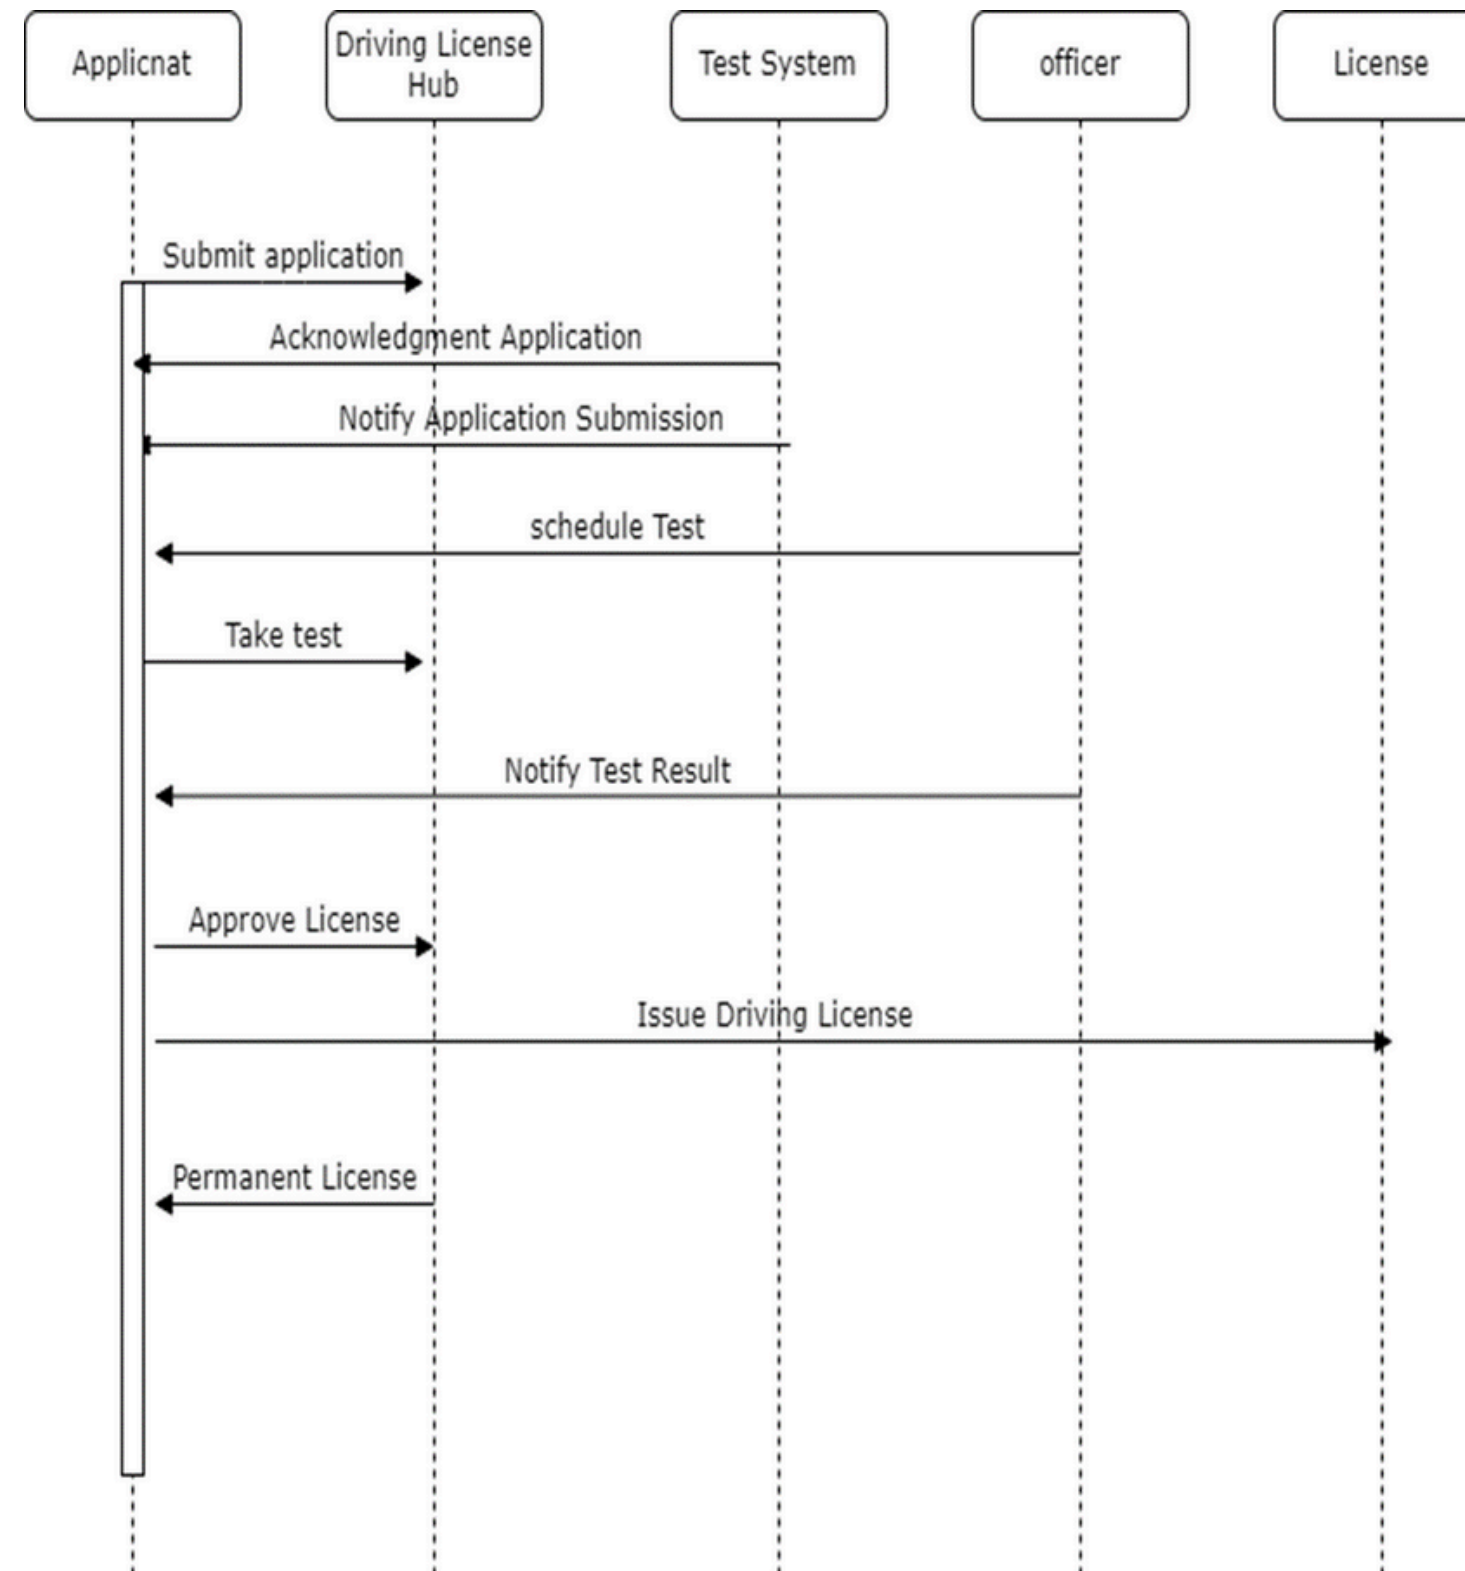 Applicnat
Driving License
Hub
Test System
officer
License
Submit application
Acknowledgment Application
Notify Application Submission
schedule Test
Take test
Notify Test Result
Approve License
Issue Driving License
Permanent License